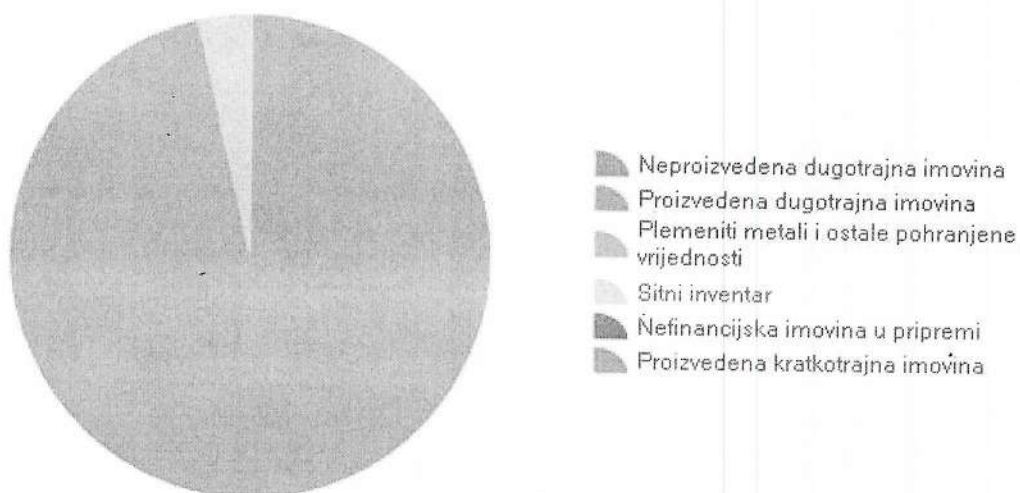 Neproizvedena dugotrajna imovina
Proizvedena dugotrajna imovina
Plemeniti metali i ostale pohranjene
vrijednosti
Sitni inventar
Nefinancijska imovina u pripremi
Proizvedena kratkotrajna imovina